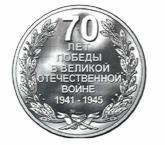 70
ЛЕТ
ПОБЕДЫ
В ВЕЛИКОЙ
ОТЕЧЕСТВЕННОЙ
ВОЙНЕ
1941 - 1945